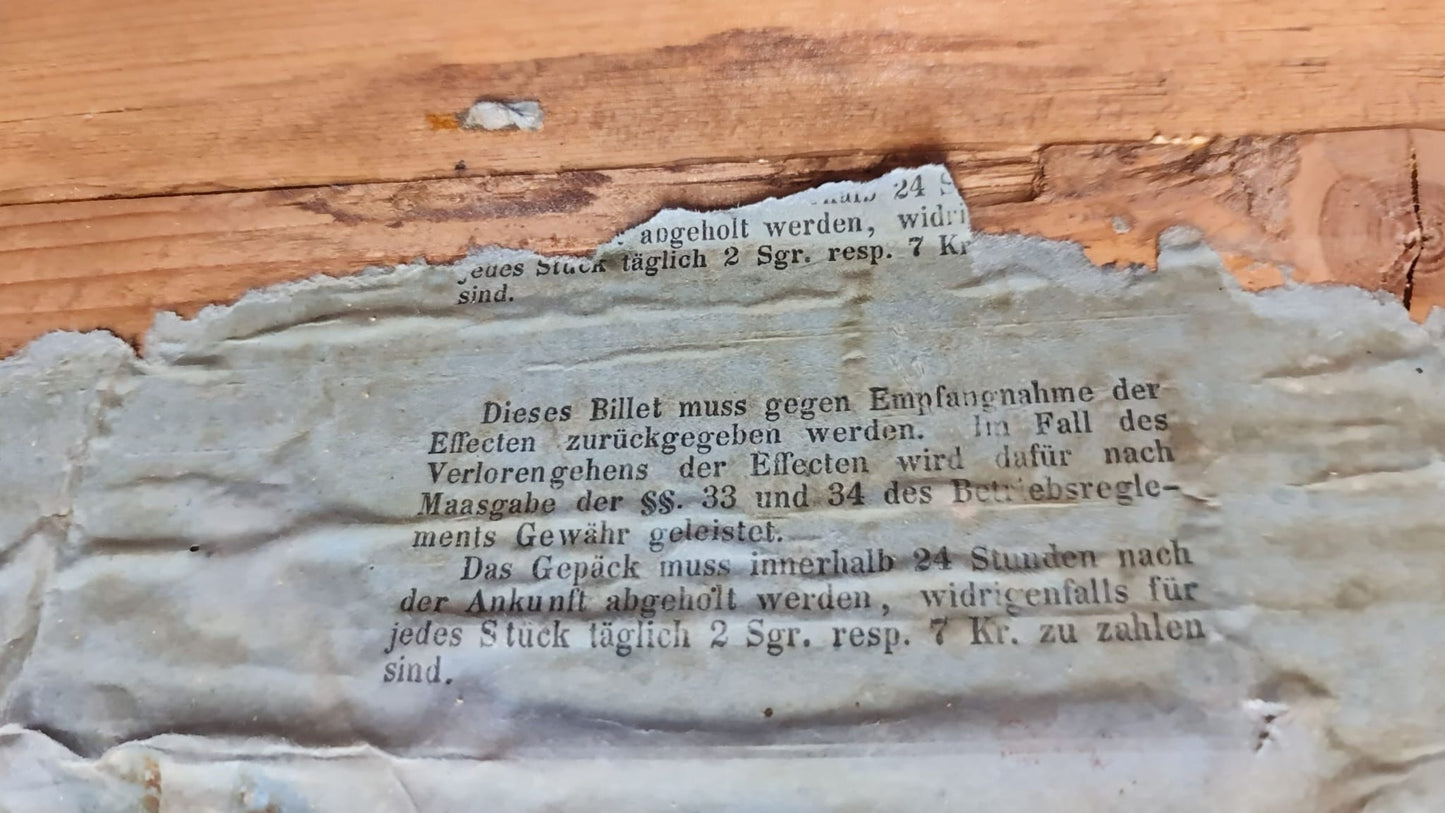 24
abgeholt werden, widri
jedes Stück täglich 2 Sgr. resp. 7 Kr
sind.
Dieses Billet muss gegen Empfangnahme der
Effecten zurückgegeben werden. Im Fall des
Verlorengehens der Effecten wird dafür nach
Maasgabe der §§. 33 und 34 des Betriebsregle-
ments Gewähr geleistet.
Das Gepäck muss innerhalb 24 Stunden nach
der Ankunft abgeholt werden, widrigenfalls für
jedes Stück täglich 2 Sgr. resp. 7 Kr. zu zahlen
sind.